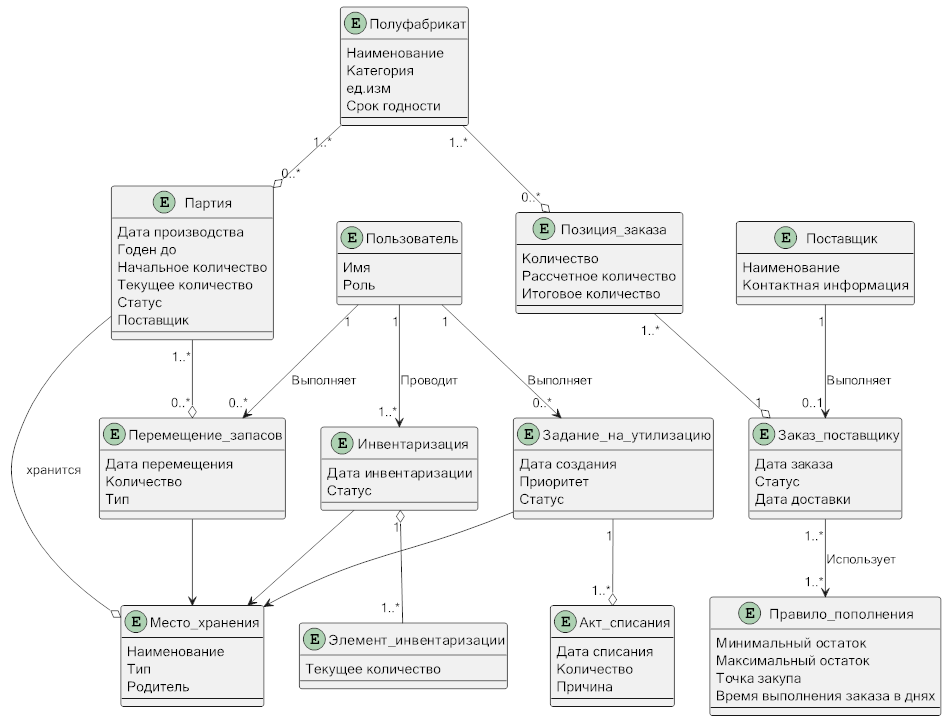 E Полуфабрикат
Наименование
Категория
ед.изм
Срок годности
1..*
1..*
0..*
0..*
E Партия
Дата производства
Годен до
Начальное количество
Текущее количество
Статус
Поставщик
E Пользователь
Имя
Роль
E Позиция_заказа
Количество
Рассчетное количество
Итоговое количество
E Поставщик
Наименование
Контактная информация
1..*
1
1
1
1..*
1
хранится
Выполняет
Проводит
Выполняет
Выполняет
0..*
0..*
1..*
0..*
1
0..1
E Перемещение_запасов
Дата перемещения
Количество
Тип
E Инвентаризация
Дата инвентаризации
Статус
E Задание_на_утилизацию
Дата создания
Приоритет
Статус
E Заказ_поставщику
Дата заказа
Статус
Дата доставки
1
1
1..*
Использует
1..*
1..*
1..*
E Место_хранения
Наименование
Тип
Родитель
E Элемент_инвентаризации
Текущее количество
E Акт_списания
Дата списания
Количество
Причина
E Правило_пополнения
Минимальный остаток
Максимальный остаток
Точка закупа
Время выполнения заказа в днях